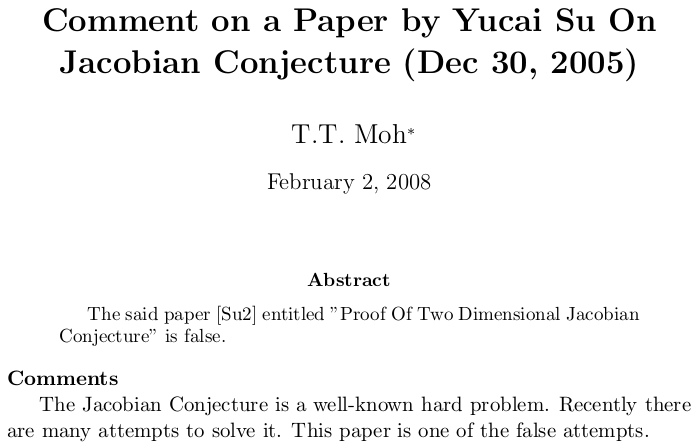 Comment on a Paper by Yucai Su On
Jacobian Conjecture (Dec 30, 2005)
T.T. Moh*
February 2, 2008
Abstract
The said paper [Su2] entitled "Proof Of Two Dimensional Jacobian
Conjecture" is false.
Comments
The Jacobian Conjecture is a well-known hard problem. Recently there
are many attempts to solve it. This paper is one of the false attempts.